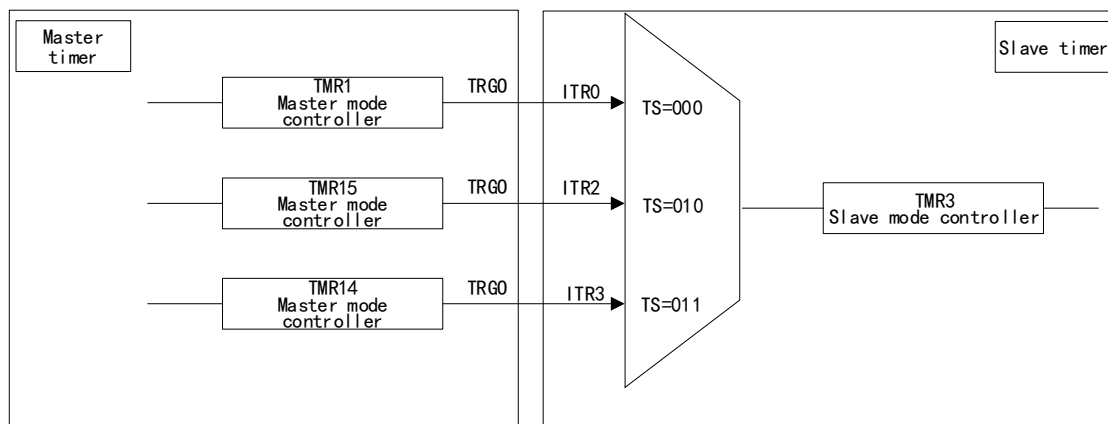 Master
timer
Slave timer
TMR1
Master mode
controller
TRGO
ITR0
TS=000
TMR15
Master mode
controller
TRGO
ITR2
TS=010
TMR3
Slave mode controller
TMR14
Master mode
controller
TRGO
ITR3
TS=011